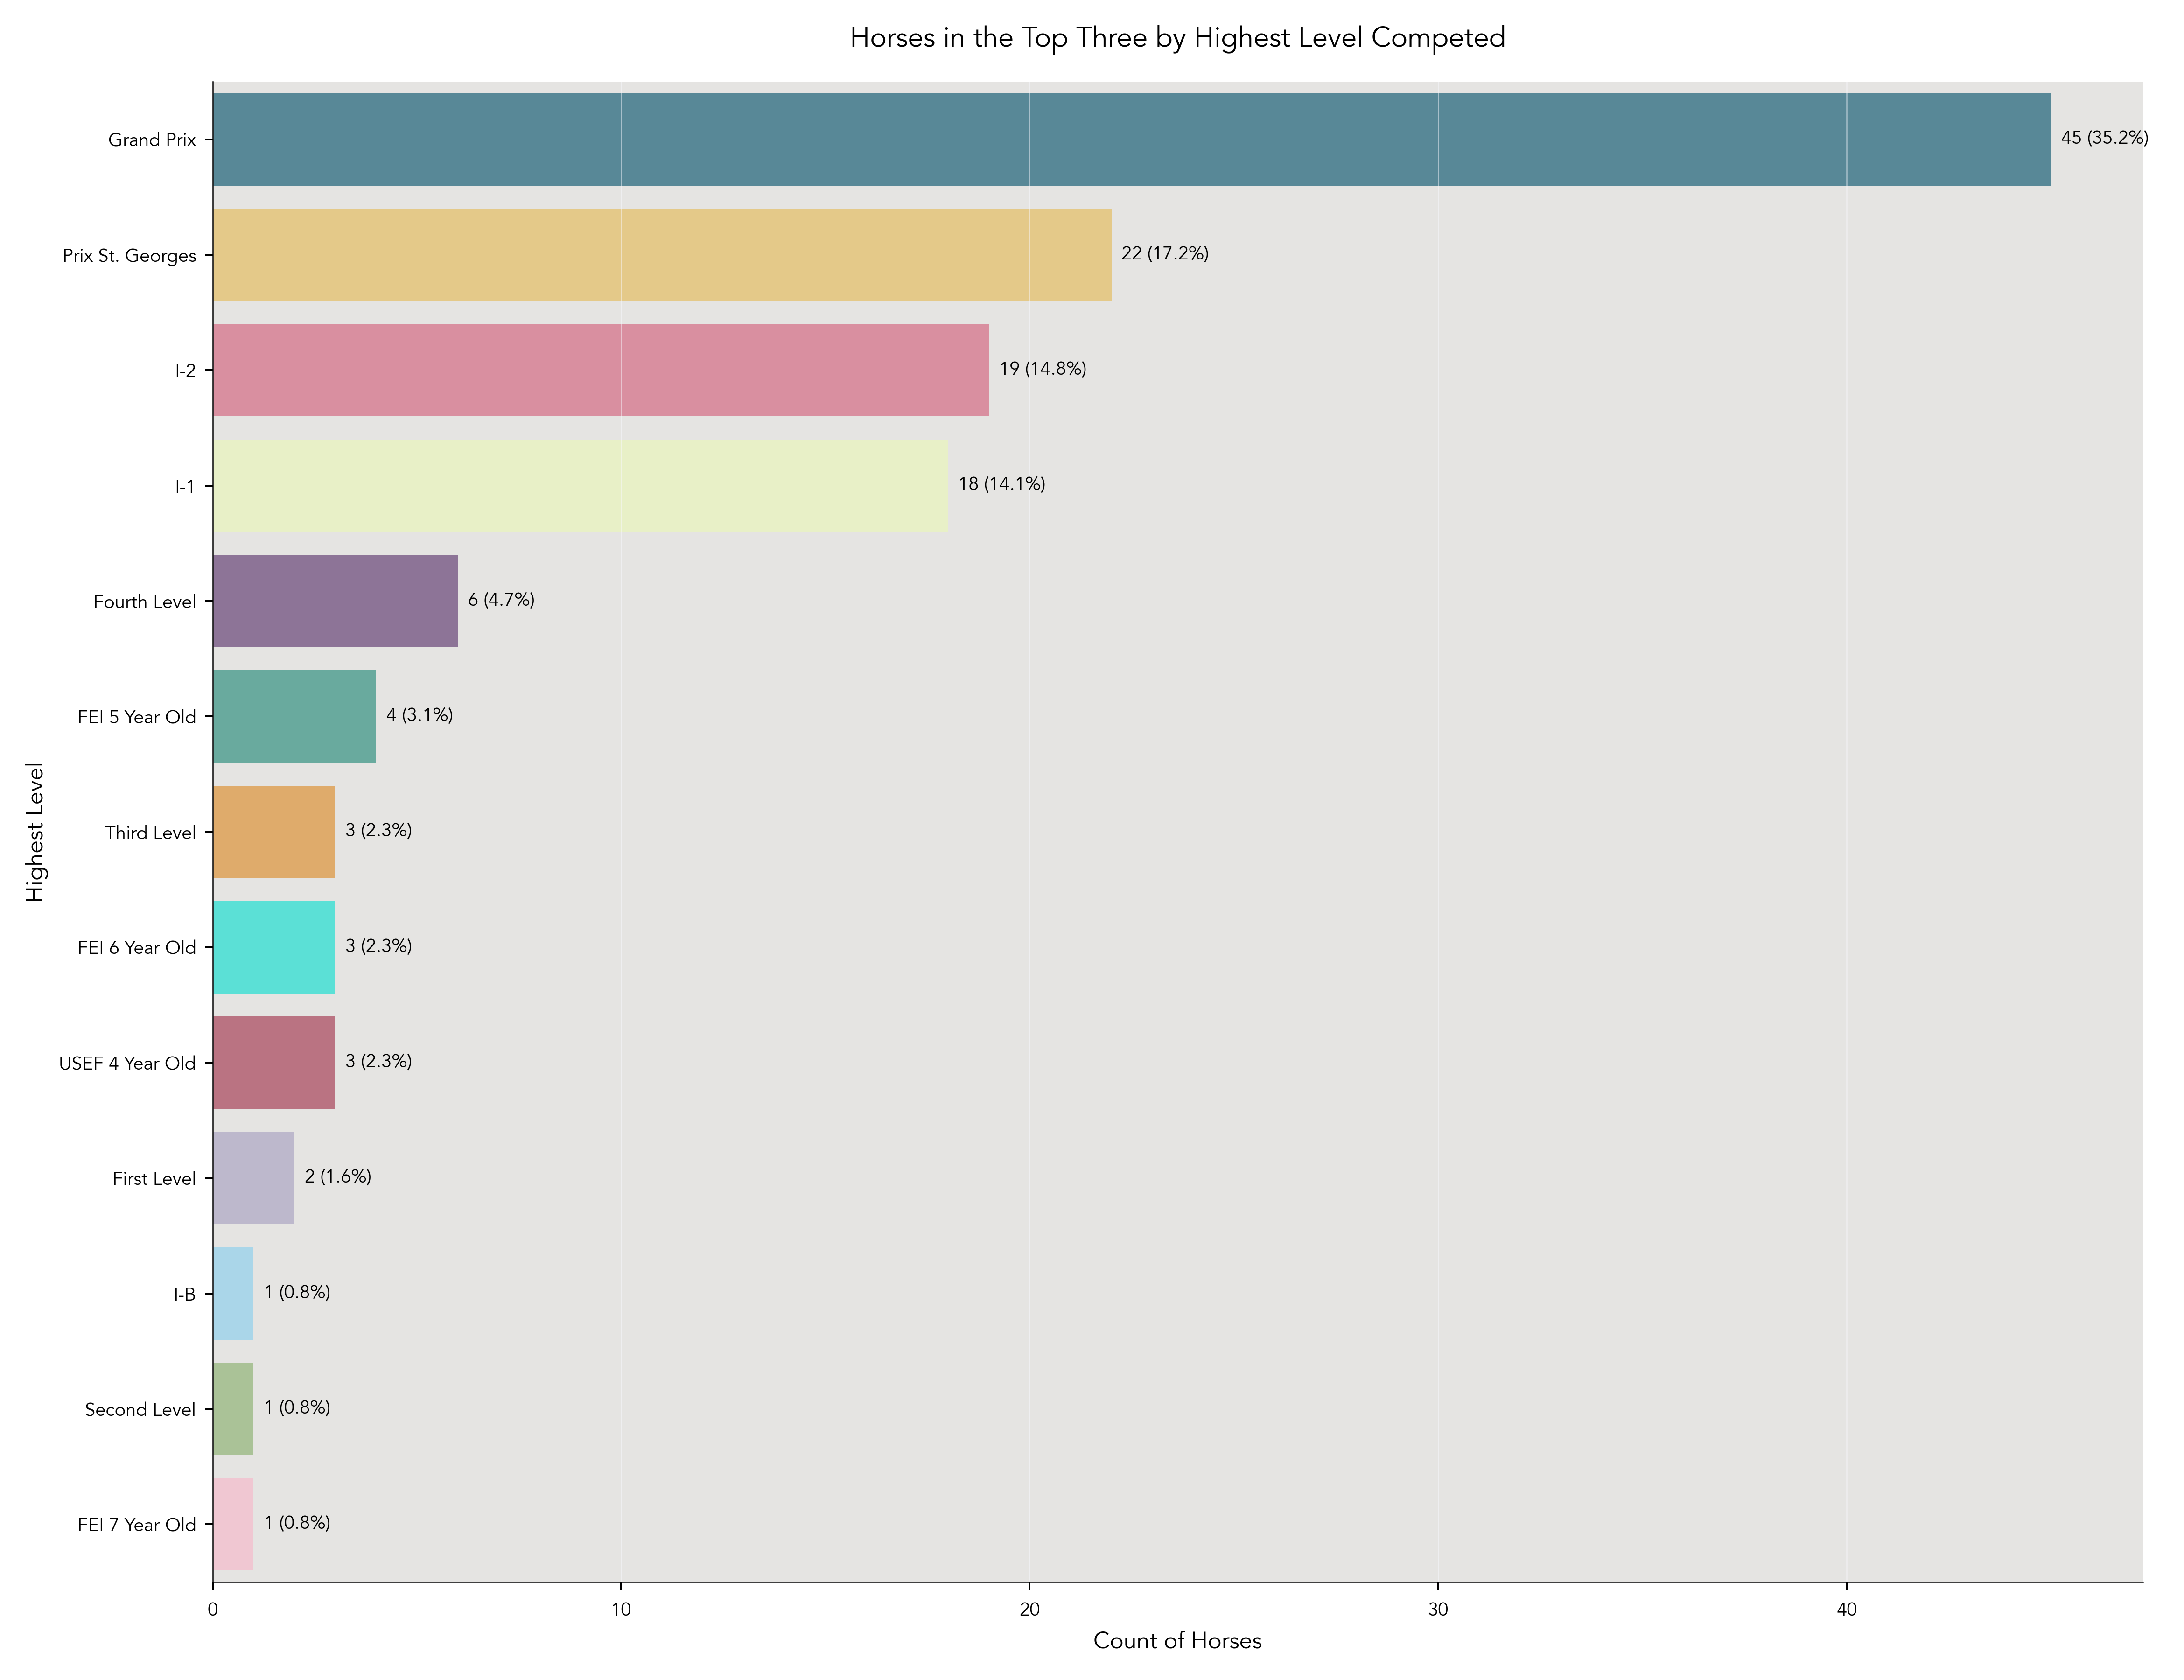 Horses in the Top Three by Highest Level Competed
Grand Prix
45 (35.2%)
Prix St. Georges
22 (17.2%)
I-2
19 (14.8%)
I-1
18 (14.1%)
Fourth Level
6 (4.7%)
FEI 5 Year Old
4 (3.1%)
Third Level
3 (2.3%)
FEI 6 Year Old
3 (2.3%)
USEF 4 Year Old
3 (2.3%)
First Level
2 (1.6%)
I-B
1 (0.8%)
Second Level
1 (0.8%)
FEI 7 Year Old
1 (0.8%)
Highest Level
0 10 20 30 40
Count of Horses